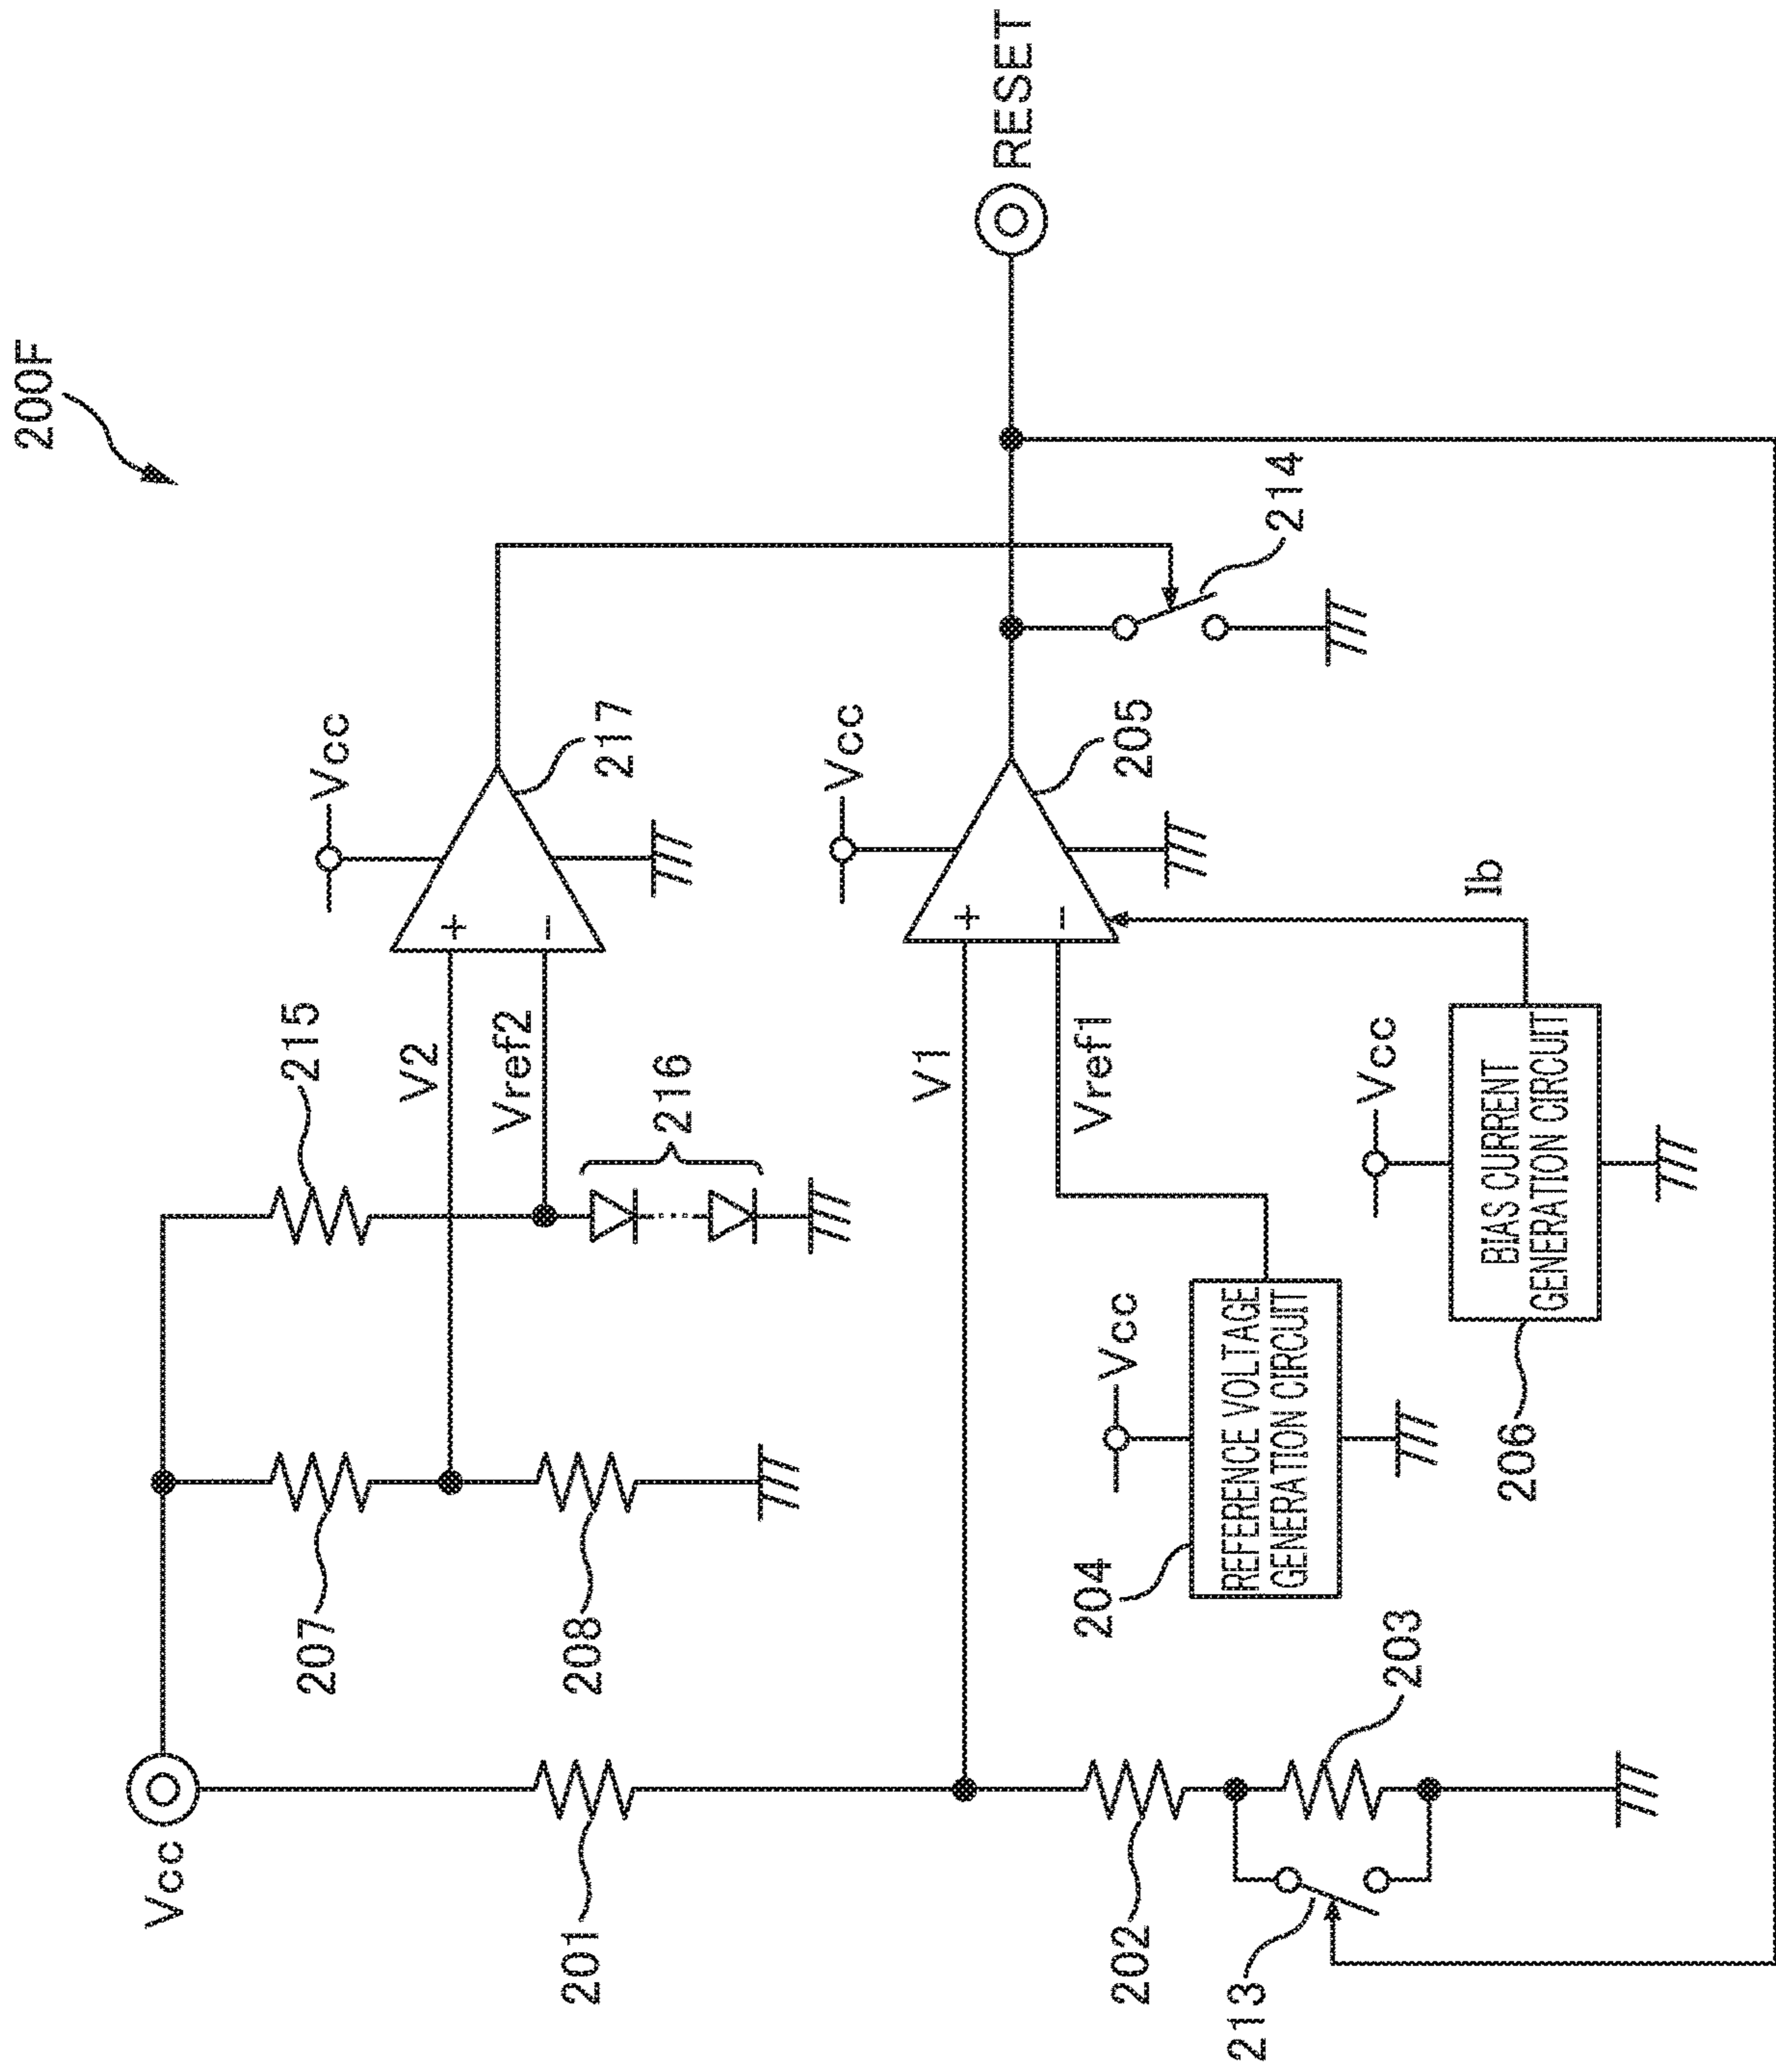 200F
Vcc
201
202
203
213
207
208
215
V2
Vref2
216
Vcc
217
+
−
V1
Vref1
Vcc
205
+
−
204
Vcc
REFERENCE VOLTAGE
GENERATION CIRCUIT
206
Vcc
BIAS CURRENT
GENERATION CIRCUIT
Ib
214
RESET